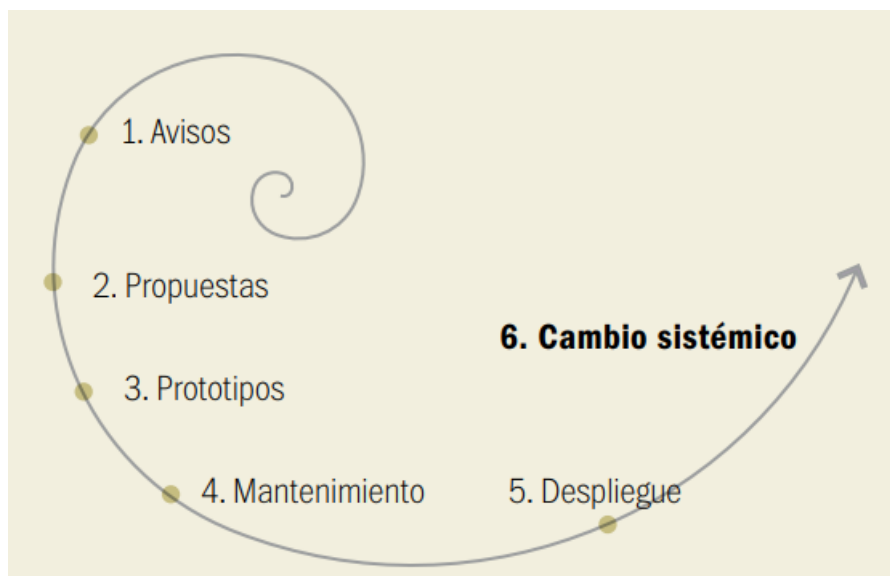 1. Avisos
2. Propuestas
3. Prototipos
4. Mantenimiento
5. Despliegue
6. Cambio sistémico